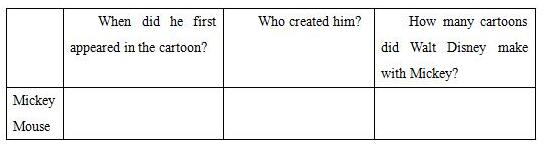 When did he first
appeared in the cartoon?
Who created him?
How many cartoons
did Walt Disney make
with Mickey?
Mickey
Mouse